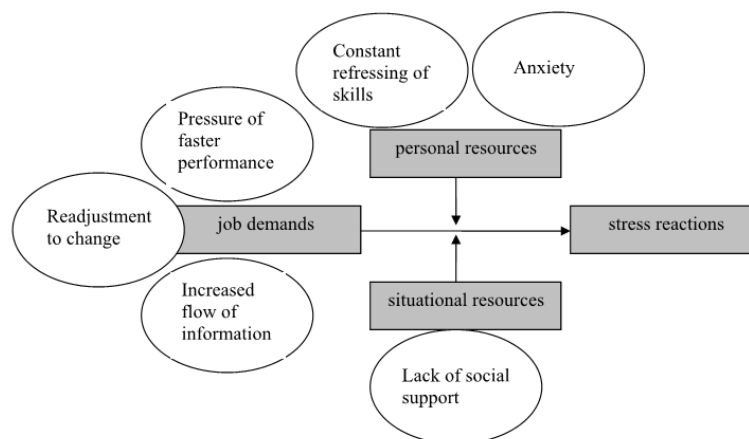 Constant
refressing of
skills
Anxiety
Pressure of
faster
performance
personal resources
Readjustment
to change
job demands
stress reactions
Increased
flow of
information
situational resources
Lack of social
support